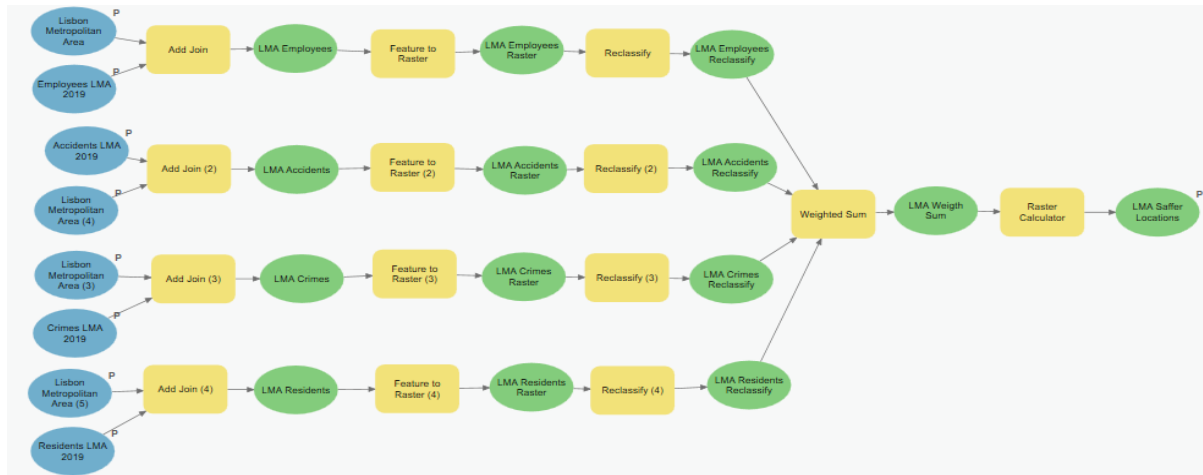 Lisbon
Metropolitan
Area
P
Add Join
LMA Employees
Feature to
Raster
LMA Employees
Raster
Reclassify
LMA Employees
Reclassify
Employees LMA
2019
P
Accidents LMA
2019
P
Add Join (2)
LMA Accidents
Feature to
Raster (2)
LMA Accidents
Raster
Reclassify (2)
LMA Accidents
Reclassify
Lisbon
Metropolitan
Area (4)
P
Weighted Sum
LMA Weigth
Sum
Raster
Calculator
LMA Saffer
Locations
P
Lisbon
Metropolitan
Area (3)
P
Add Join (3)
LMA Crimes
Feature to
Raster (3)
LMA Crimes
Raster
Reclassify (3)
LMA Crimes
Reclassify
Crimes LMA
2019
P
Lisbon
Metropolitan
Area (5)
P
Add Join (4)
LMA Residents
Feature to
Raster (4)
LMA Residents
Raster
Reclassify (4)
LMA Residents
Reclassify
Residents LMA
2019
P